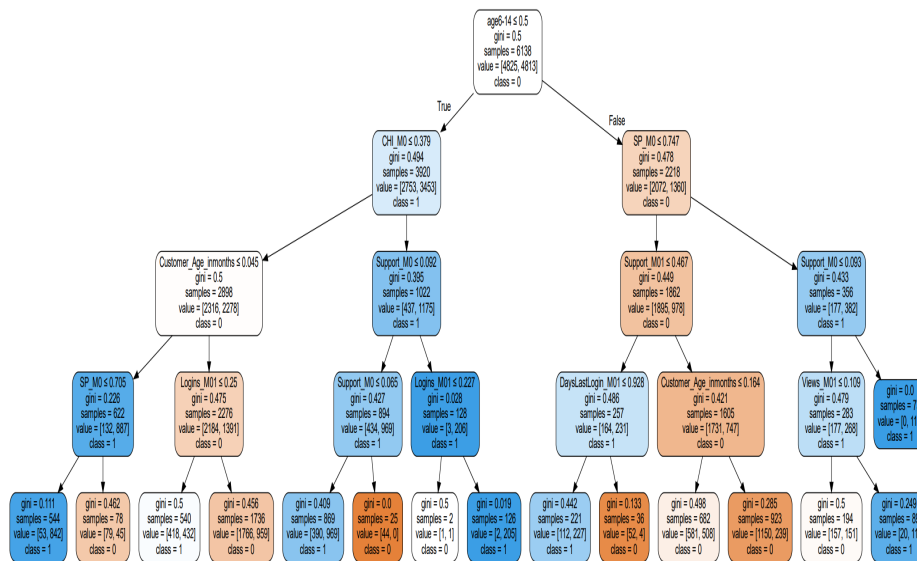 age6-14 ≤ 0.5
gini = 0.5
samples = 6138
value = [4825, 4813]
class = 0
True
False
CHI_M0 ≤ 0.379
gini = 0.494
samples = 3920
value = [2753, 3453]
class = 1
SP_M0 ≤ 0.747
gini = 0.478
samples = 2218
value = [2072, 1360]
class = 0
Customer_Age_inmonths ≤ 0.045
gini = 0.5
samples = 2898
value = [2316, 2278]
class = 0
Support_M0 ≤ 0.092
gini = 0.395
samples = 1022
value = [437, 1175]
class = 1
Support_M01 ≤ 0.467
gini = 0.449
samples = 1862
value = [1895, 978]
class = 0
Support_M0 ≤ 0.093
gini = 0.433
samples = 356
value = [177, 382]
class = 1
SP_M0 ≤ 0.705
gini = 0.226
samples = 622
value = [132, 887]
class = 1
Logins_M01 ≤ 0.25
gini = 0.475
samples = 2276
value = [2184, 1391]
class = 0
Support_M0 ≤ 0.065
gini = 0.427
samples = 894
value = [434, 969]
class = 1
Logins_M01 ≤ 0.227
gini = 0.028
samples = 128
value = [3, 206]
class = 1
DaysLastLogin_M01 ≤ 0.928
gini = 0.486
samples = 257
value = [164, 231]
class = 1
Customer_Age_inmonths ≤ 0.164
gini = 0.421
samples = 1605
value = [1731, 747]
class = 0
Views_M01 ≤ 0.109
gini = 0.479
samples = 283
value = [177, 268]
class = 1
gini = 0.0
samples = 7
value = [0, 11
class = 1
gini = 0.111
samples = 544
value = [53, 842]
class = 1
gini = 0.462
samples = 78
value = [79, 45]
class = 0
gini = 0.5
samples = 540
value = [418, 432]
class = 1
gini = 0.456
samples = 1736
value = [1766, 959]
class = 0
gini = 0.409
samples = 869
value = [390, 969]
class = 1
gini = 0.0
samples = 25
value = [44, 0]
class = 0
gini = 0.5
samples = 2
value = [1, 1]
class = 0
gini = 0.019
samples = 126
value = [2, 205]
class = 1
gini = 0.442
samples = 221
value = [112, 227]
class = 1
gini = 0.133
samples = 36
value = [52, 4]
class = 0
gini = 0.498
samples = 682
value = [581, 508]
class = 0
gini = 0.285
samples = 923
value = [1150, 239]
class = 0
gini = 0.5
samples = 194
value = [157, 151]
class = 0
gini = 0.249
samples = 8
value = [20, 11
class = 1